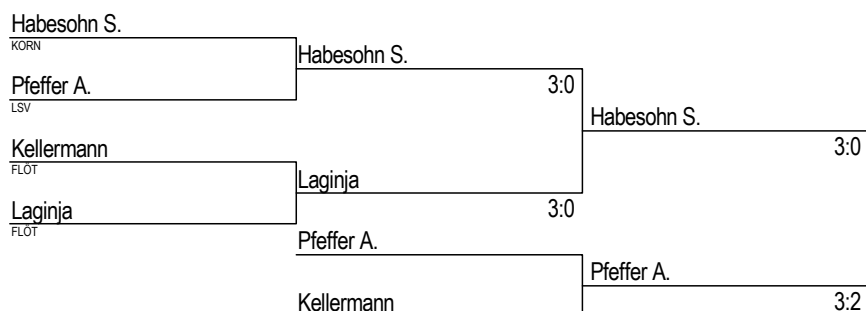 Habesohn S.
KORN
Habesohn S.
Pfeffer A.
3:0
LSV
Habesohn S.
Kellermann
3:0
FLÖT
Laginja
Laginja
3:0
FLÖT
Pfeffer A.
Pfeffer A.
Kellermann
3:2